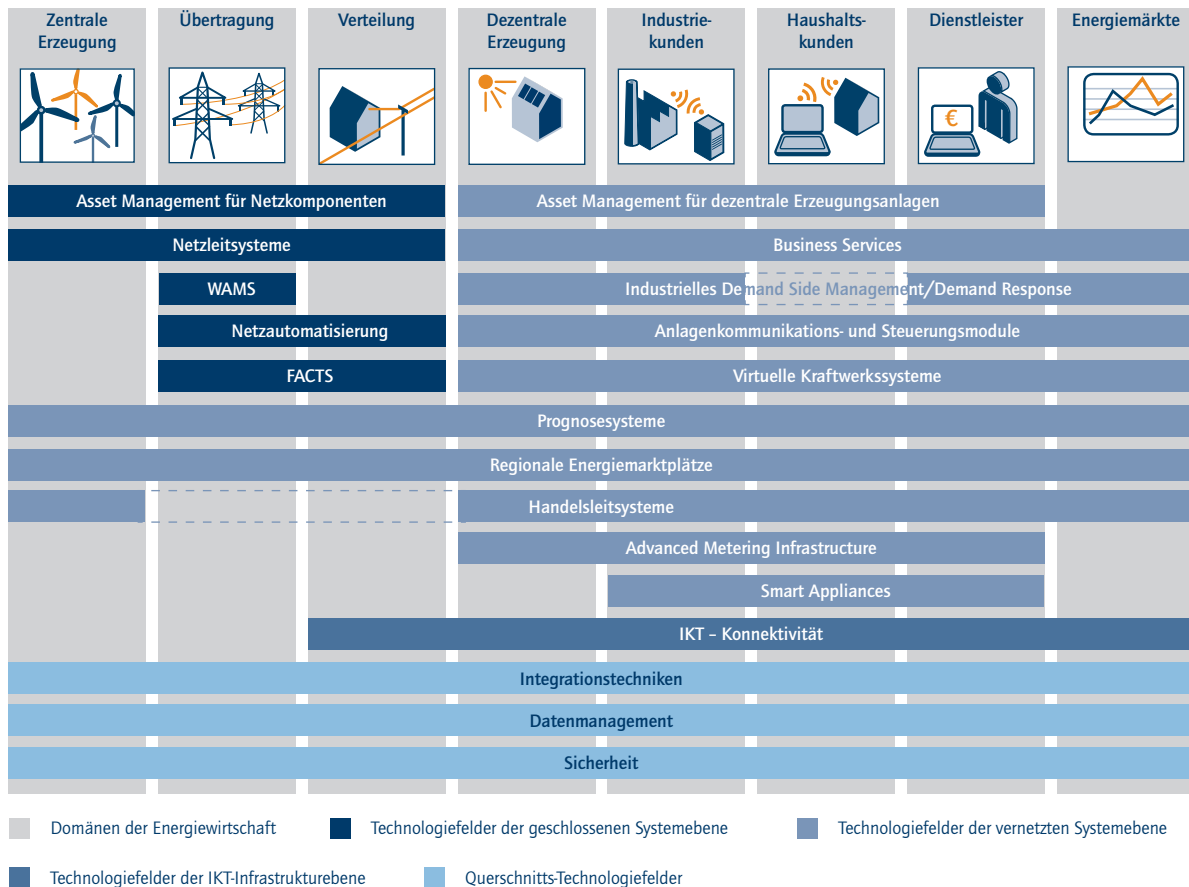 Zentrale
Erzeugung
Übertragung
Verteilung
Dezentrale
Erzeugung
Industrie-
kunden
Haushalts-
kunden
Dienstleister
Energiemärkte
€
Asset Management für Netzkomponenten
Asset Management für dezentrale Erzeugungsanlagen
Netzleitsysteme
Business Services
WAMS
Industrielles Demand Side Management/Demand Response
Netzautomatisierung
Anlagenkommunikations- und Steuerungsmodule
FACTS
Virtuelle Kraftwerkssysteme
Prognosesysteme
Regionale Energiemarktplätze
Handelsleitsysteme
Advanced Metering Infrastructure
Smart Appliances
IKT – Konnektivität
Integrationstechniken
Datenmanagement
Sicherheit
Domänen der Energiewirtschaft
Technologiefelder der geschlossenen Systemebene
Technologiefelder der vernetzten Systemebene
Technologiefelder der IKT-Infrastrukturebene
Querschnitts-Technologiefelder